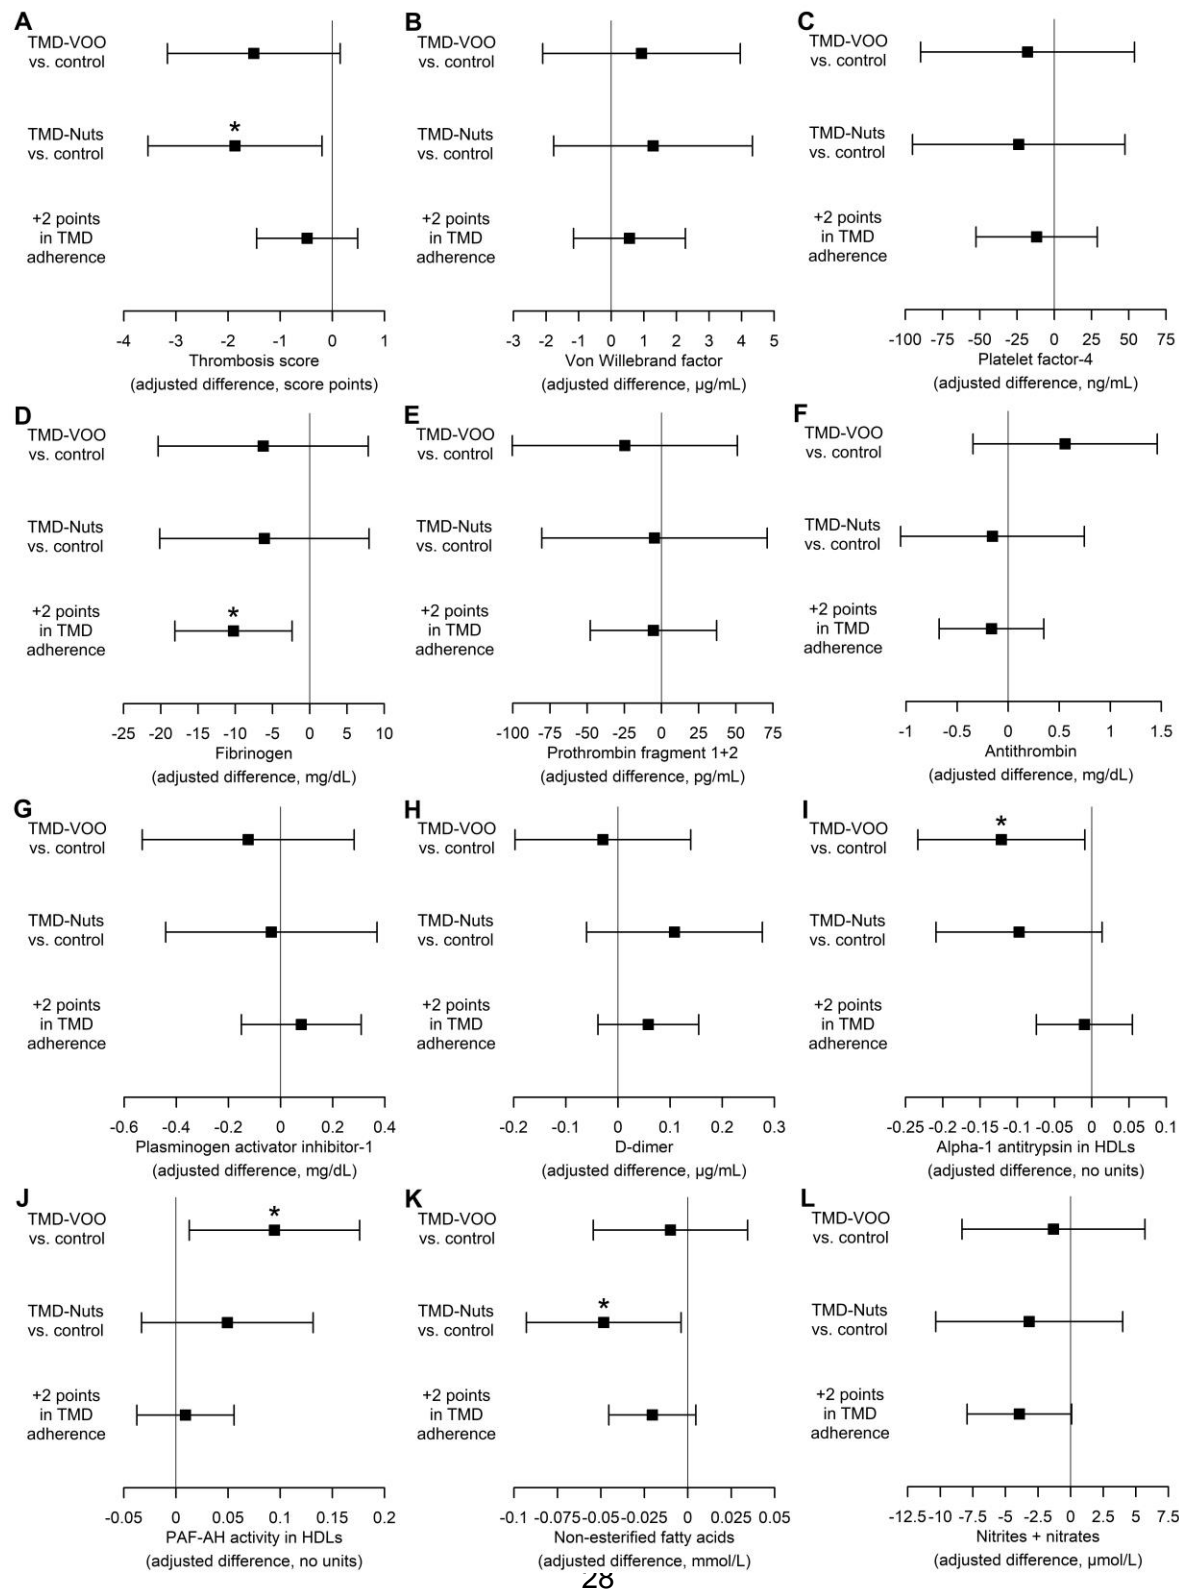 A
TMD-VOO
vs. control
*
TMD-Nuts
vs. control
+2 points
in TMD
adherence
-4 -3 -2 -1 0 1
Thrombosis score
(adjusted difference, score points)
B
TMD-VOO
vs. control
TMD-Nuts
vs. control
+2 points
in TMD
adherence
-3 -2 -1 0 1 2 3 4 5
Von Willebrand factor
(adjusted difference, µg/mL)
C
TMD-VOO
vs. control
TMD-Nuts
vs. control
+2 points
in TMD
adherence
-100 -75 -50 -25 0 25 50 75
Platelet factor-4
(adjusted difference, ng/mL)
D
TMD-VOO
vs. control
TMD-Nuts
vs. control
*
+2 points
in TMD
adherence
-25 -20 -15 -10 -5 0 5 10
Fibrinogen
(adjusted difference, mg/dL)
E
TMD-VOO
vs. control
TMD-Nuts
vs. control
+2 points
in TMD
adherence
-100 -75 -50 -25 0 25 50 75
Prothrombin fragment 1+2
(adjusted difference, pg/mL)
F
TMD-VOO
vs. control
TMD-Nuts
vs. control
+2 points
in TMD
adherence
-1 -0.5 0 0.5 1 1.5
Antithrombin
(adjusted difference, mg/dL)
G
TMD-VOO
vs. control
TMD-Nuts
vs. control
+2 points
in TMD
adherence
-0.6 -0.4 -0.2 0 0.2 0.4
Plasminogen activator inhibitor-1
(adjusted difference, mg/dL)
H
TMD-VOO
vs. control
TMD-Nuts
vs. control
+2 points
in TMD
adherence
-0.2 -0.1 0 0.1 0.2 0.3
D-dimer
(adjusted difference, µg/mL)
I
*
TMD-VOO
vs. control
TMD-Nuts
vs. control
+2 points
in TMD
adherence
-0.25 -0.2 -0.15 -0.1 -0.05 0 0.05 0.1
Alpha-1 antitrypsin in HDLs
(adjusted difference, no units)
J
*
TMD-VOO
vs. control
TMD-Nuts
vs. control
+2 points
in TMD
adherence
-0.05 0 0.05 0.1 0.15 0.2
PAF-AH activity in HDLs
(adjusted difference, no units)
K
TMD-VOO
vs. control
*
TMD-Nuts
vs. control
+2 points
in TMD
adherence
-0.1 -0.075 -0.05 -0.025 0 0.025 0.05
Non-esterified fatty acids
(adjusted difference, mmol/L)
L
TMD-VOO
vs. control
TMD-Nuts
vs. control
+2 points
in TMD
adherence
-12.5 -10 -7.5 -5 -2.5 0 2.5 5 7.5
Nitrites + nitrates
(adjusted difference, µmol/L)
28